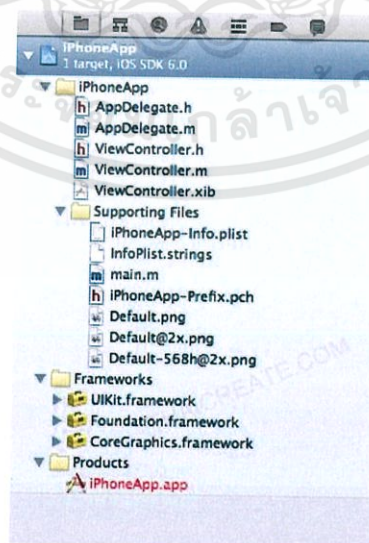 iPhoneApp
1 target, iOS SDK 6.0
iPhoneApp
AppDelegate.h
AppDelegate.m
ViewController.h
ViewController.m
ViewController.xib
Supporting Files
iPhoneApp-Info.plist
InfoPlist.strings
main.m
iPhoneApp-Prefix.pch
Default.png
Default@2x.png
Default-568h@2x.png
Frameworks
UIKit.framework
Foundation.framework
CoreGraphics.framework
Products
iPhoneApp.app